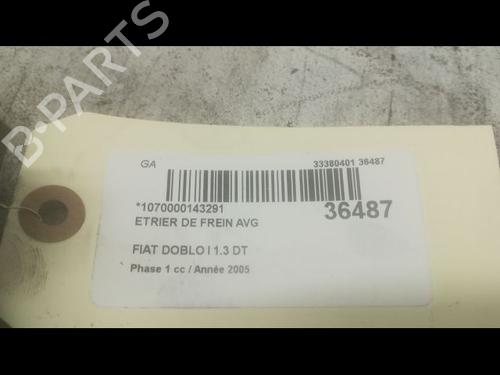 B-PARTS
GA 33380401 36487
*1070000143291 36487
ETRIER DE FREIN AVG
FIAT DOBLO I 1.3 DT
Phase 1 cc / Année 2005